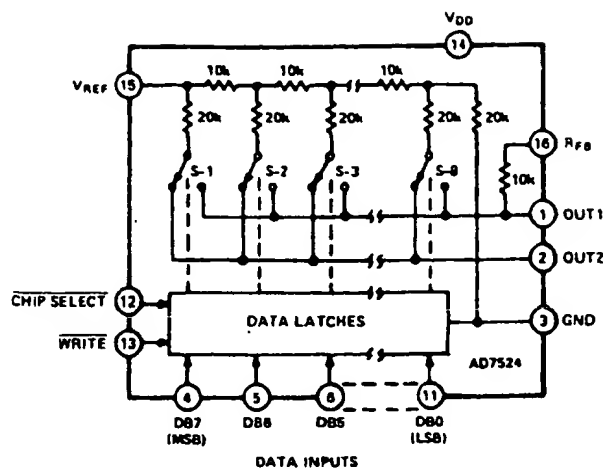 VDD
14
VREF
15
10k
10k
10k
20k
20k
20k
20k
20k
16
RFB
10k
S-1
S-2
S-3
S-8
1
OUT1
2
OUT2
CHIP SELECT
12
WRITE
13
DATA LATCHES
3
GND
AD7524
4
5
6
11
DB7
(MSB)
DB6
DB5
DB0
(LSB)
DATA INPUTS